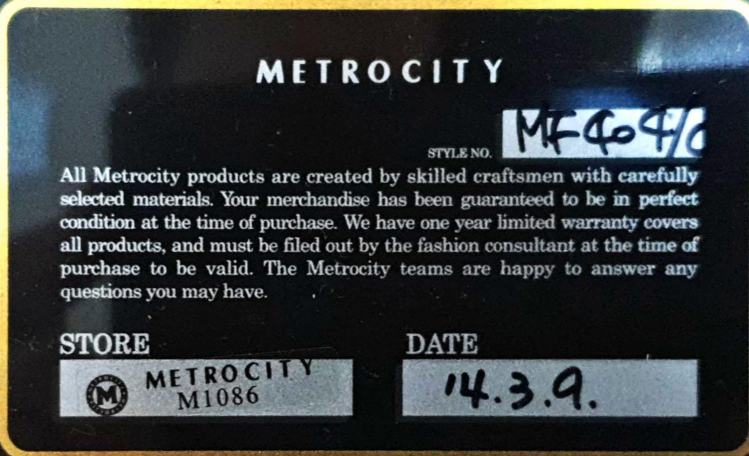 METROCITY
STYLE NO.
All Metrocity products are created by skilled craftsmen with carefully
selected materials. Your merchandise has been guaranteed to be in perfect
condition at the time of purchase. We have one year limited warranty covers
all products, and must be filed out by the fashion consultant at the time of
purchase to be valid. The Metrocity teams are happy to answer any
questions you may have.
STORE DATE
M METROCITY
M1086
'14.3.9.